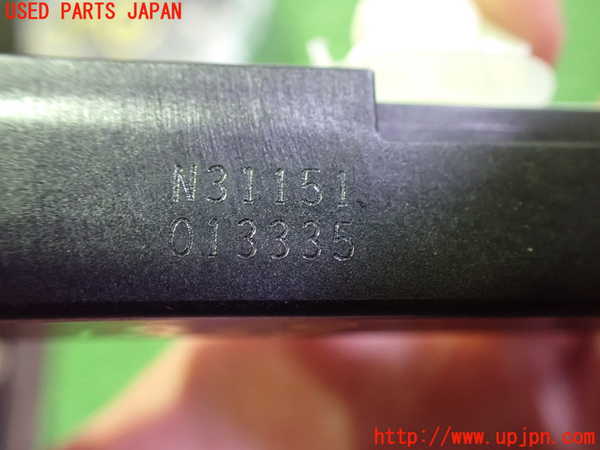 USED PARTS JAPAN
N31151
013335
http://www.upjpn.com/